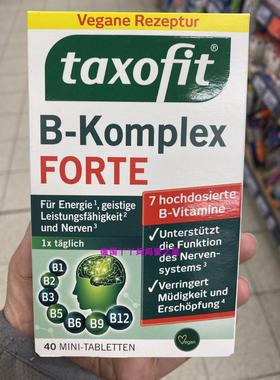 Vegane Rezeptur
taxofit®
B-Komplex
FORTE
Für Energie¹, geistige
Leistungsfähigkeit²
und Nerven³
1x täglich
7 hochdosierte
B-Vitamine
✓ Unterstützt
die Funktion
des Nerven-
systems³
✓ Verringert
Müdigkeit und
Erschöpfung⁴
B1
B2
B3
B5
B6
B9
B12
Vegan
40 MINI-TABLETTEN